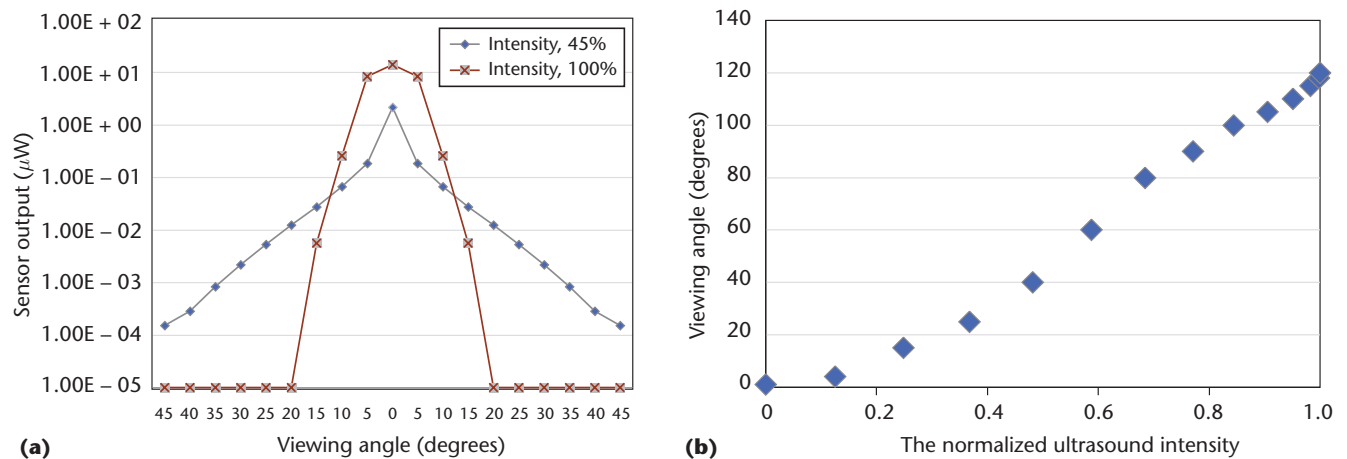 1.00E + 02
1.00E + 01
1.00E + 00
1.00E – 01
1.00E – 02
1.00E – 03
1.00E – 04
1.00E – 05
Sensor output (μW)
Intensity, 45%
Intensity, 100%
45 40 35 30 25 20 15 10 5 0 5 10 15 20 25 30 35 40 45
(a)
Viewing angle (degrees)
120
100
80
60
40
20
0
Viewing angle (degrees)
0 0.2 0.4 0.6 0.8 1.0
(b)
The normalized ultrasound intensity